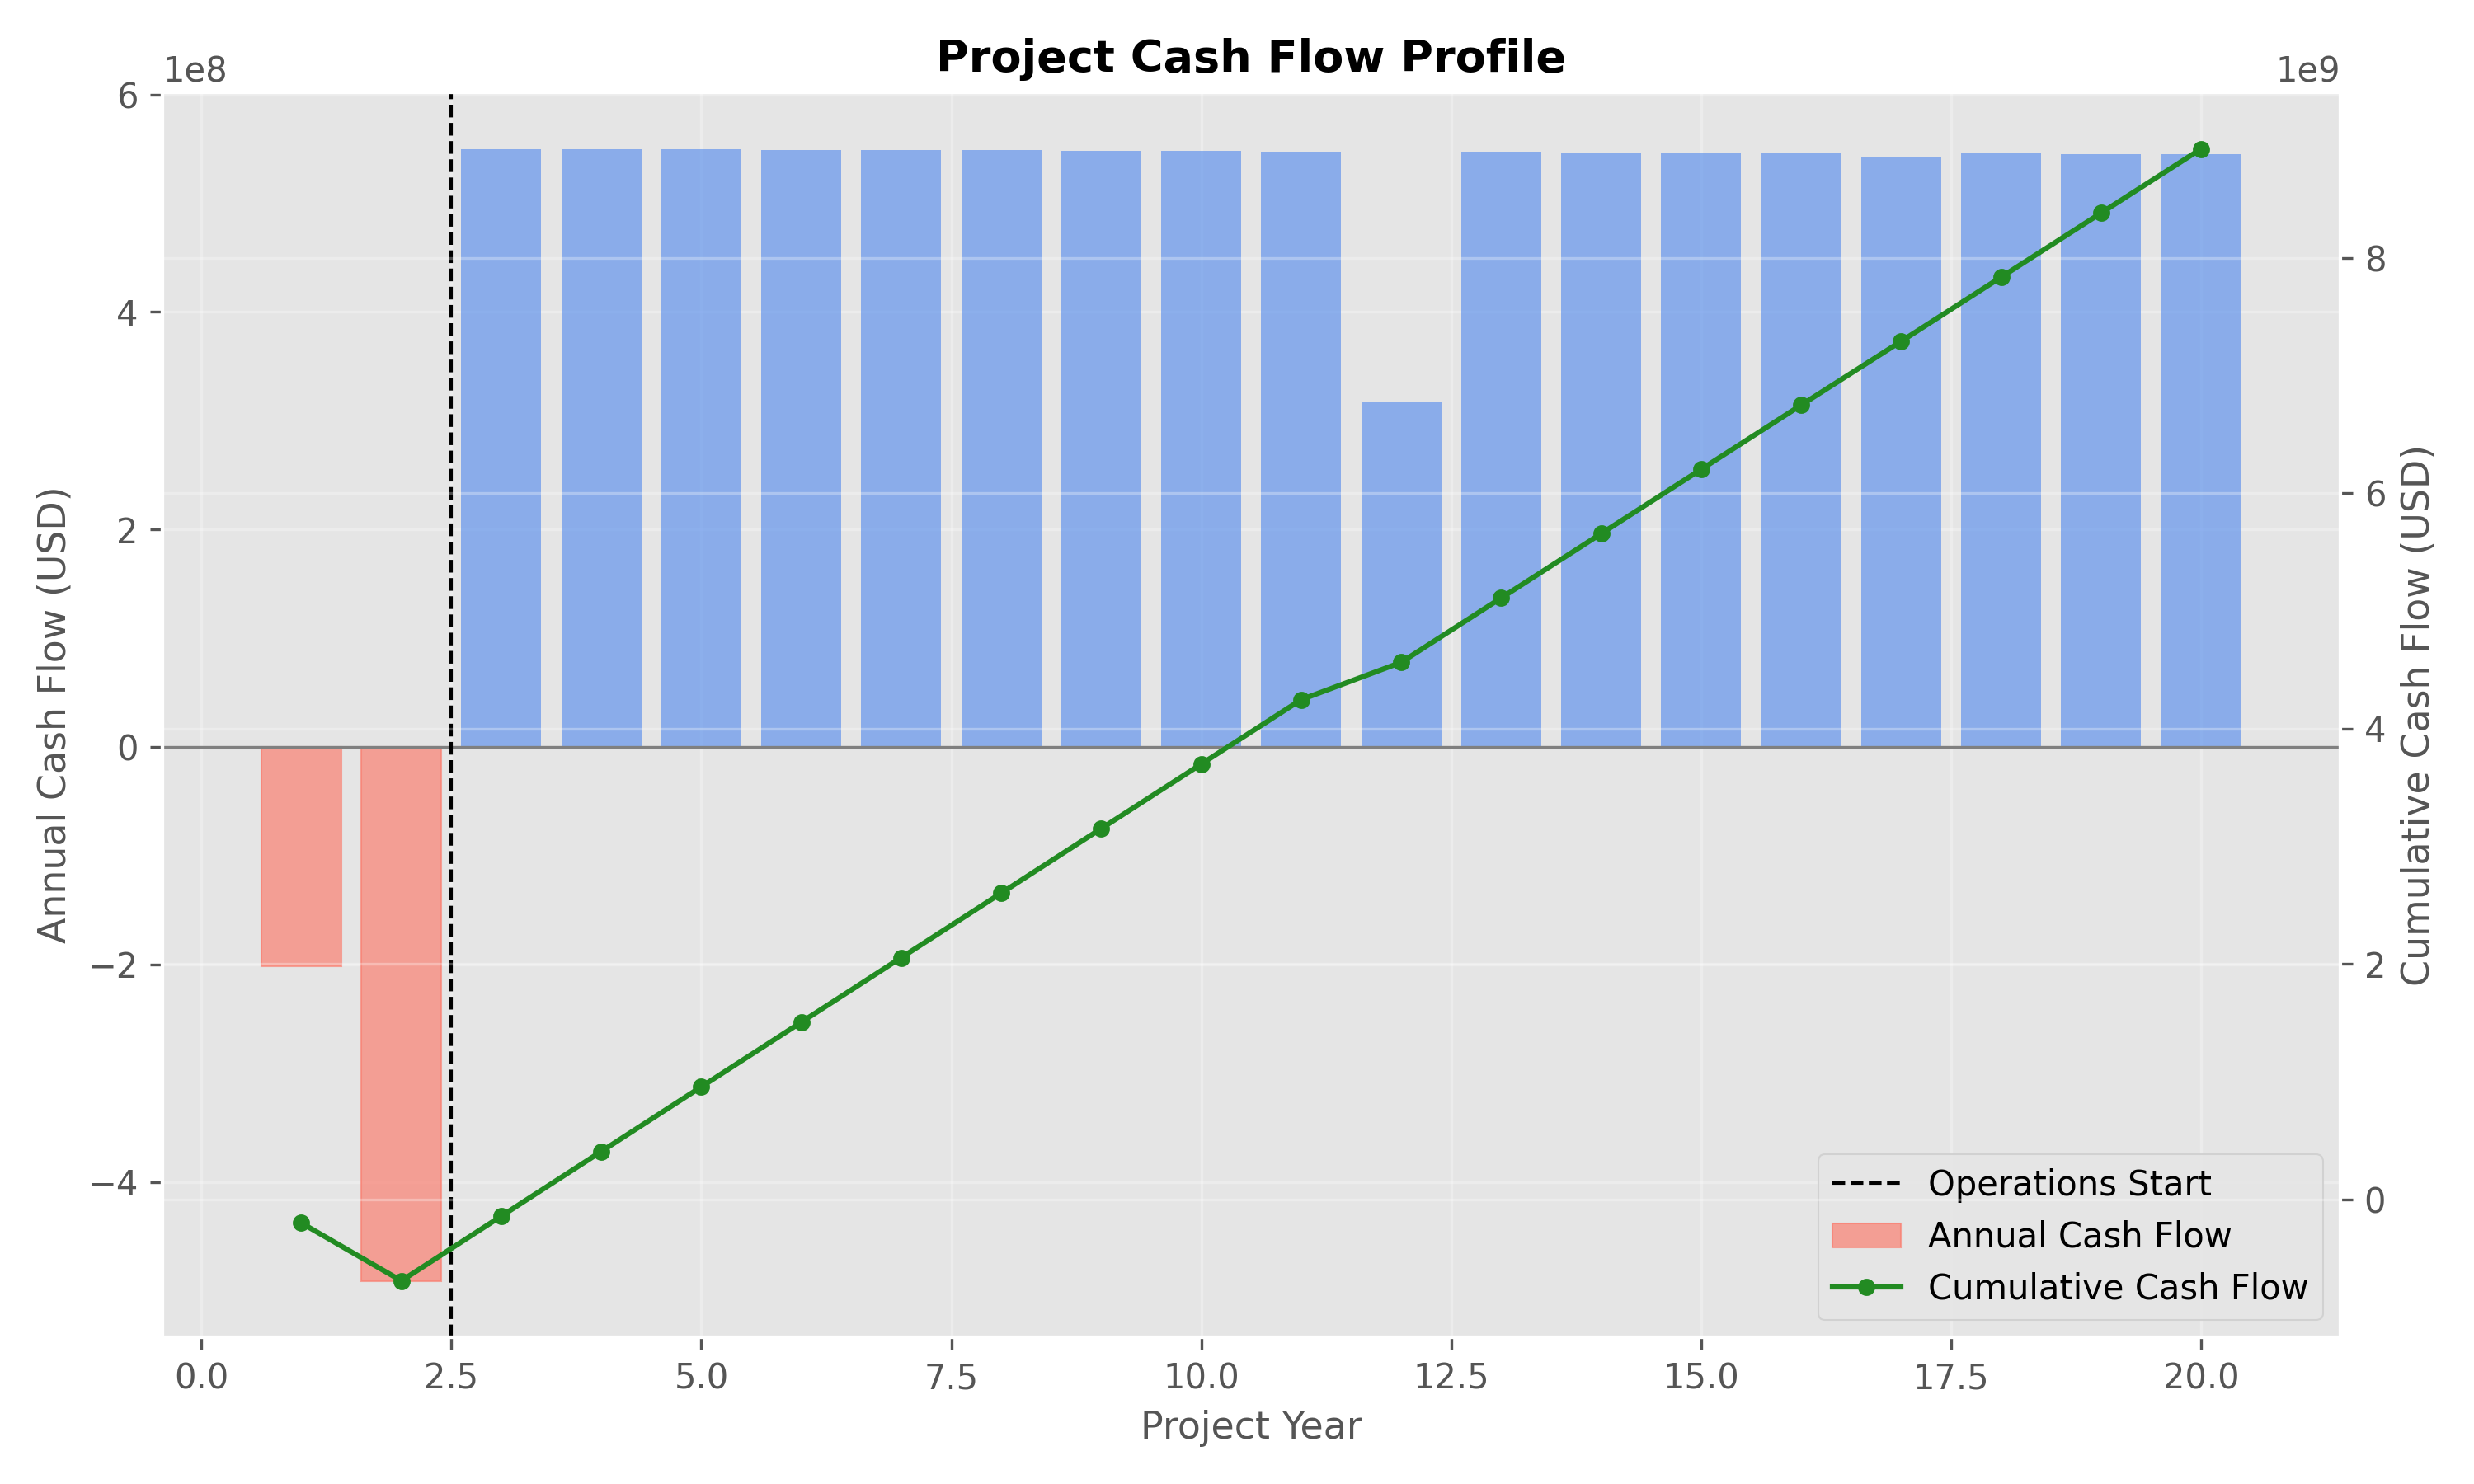 Project Cash Flow Profile
1e8
1e9
6
4
2
0
−2
−4
Annual Cash Flow (USD)
8
6
4
2
0
Cumulative Cash Flow (USD)
Operations Start
Annual Cash Flow
Cumulative Cash Flow
0.0 2.5 5.0 7.5 10.0 12.5 15.0 17.5 20.0
Project Year